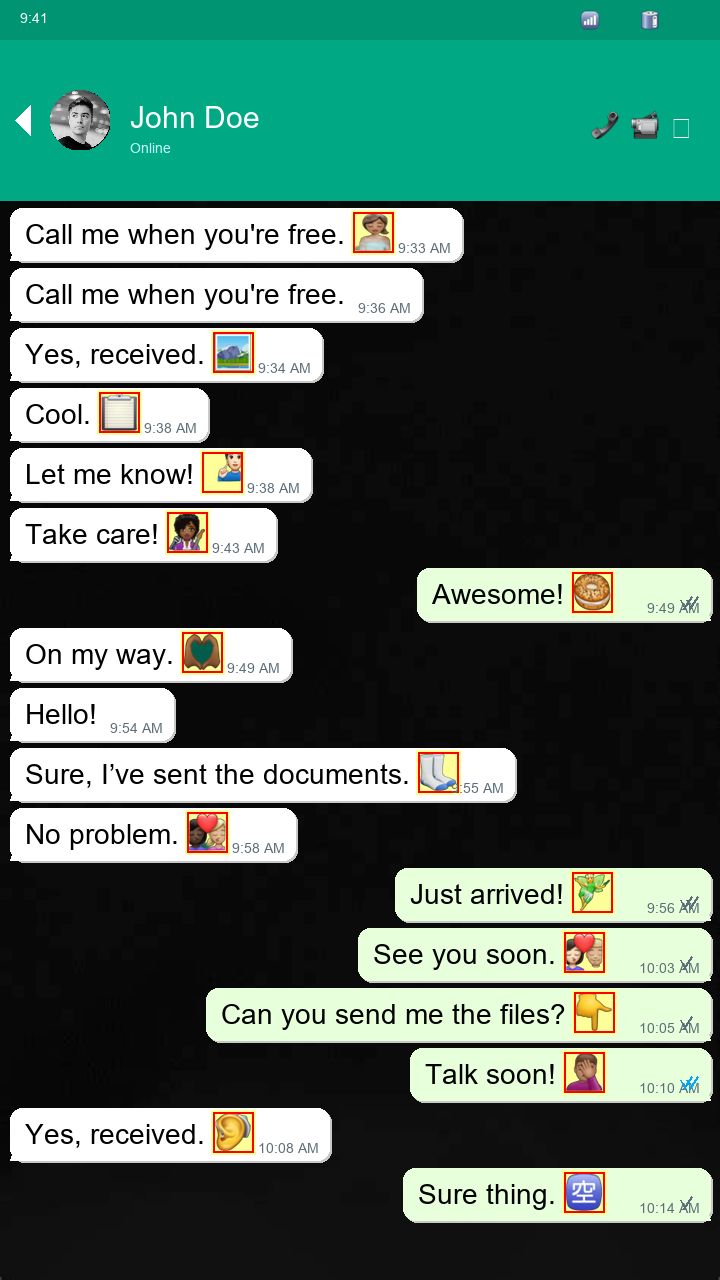 9:41
John Doe
Online
Call me when you're free. 9:33 AM
Call me when you're free. 9:36 AM
Yes, received. 9:34 AM
Cool. 9:38 AM
Let me know! 9:38 AM
Take care! 9:43 AM
Awesome! 9:49 AM
On my way. 9:49 AM
Hello! 9:54 AM
Sure, I’ve sent the documents. 9:55 AM
No problem. 9:58 AM
Just arrived! 9:56 AM
See you soon. 10:03 AM
Can you send me the files? 10:05 AM
Talk soon! 10:10 AM
Yes, received. 10:08 AM
Sure thing. 🈳 10:14 AM